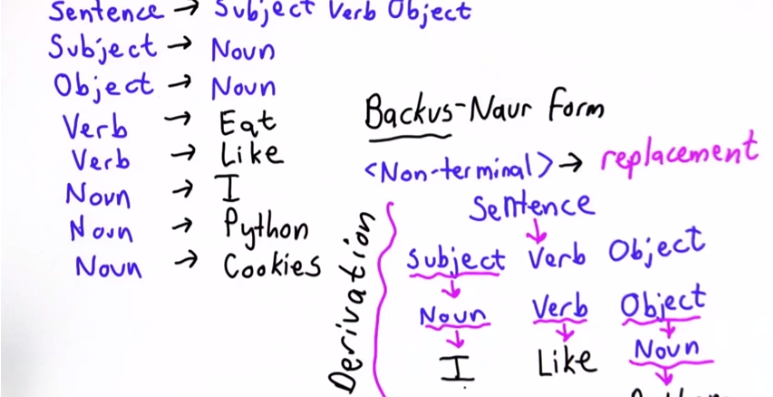 Sentence → Subject Verb Object
Subject → Noun
Object → Noun
Verb → Eat
Verb → Like
Noun → I
Noun → Python
Noun → Cookies
Backus-Naur Form
<Non-terminal> → replacement
Derivation
Sentence
Subject Verb Object
Noun Verb Object
I Like Noun